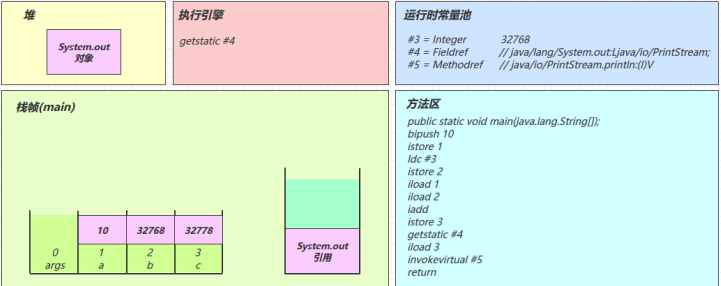 堆
System.out
对象
执行引擎
getstatic #4
运行时常量池
#3 = Integer 32768
#4 = Fieldref // java/lang/System.out:Ljava/io/PrintStream;
#5 = Methodref // java/io/PrintStream.println:(I)V
栈帧(main)
10 32768 32778
0 1 2 3
args a b c
System.out
引用
方法区
public static void main(java.lang.String[]);
bipush 10
istore 1
ldc #3
istore 2
iload 1
iload 2
iadd
istore 3
getstatic #4
iload 3
invokevirtual #5
return